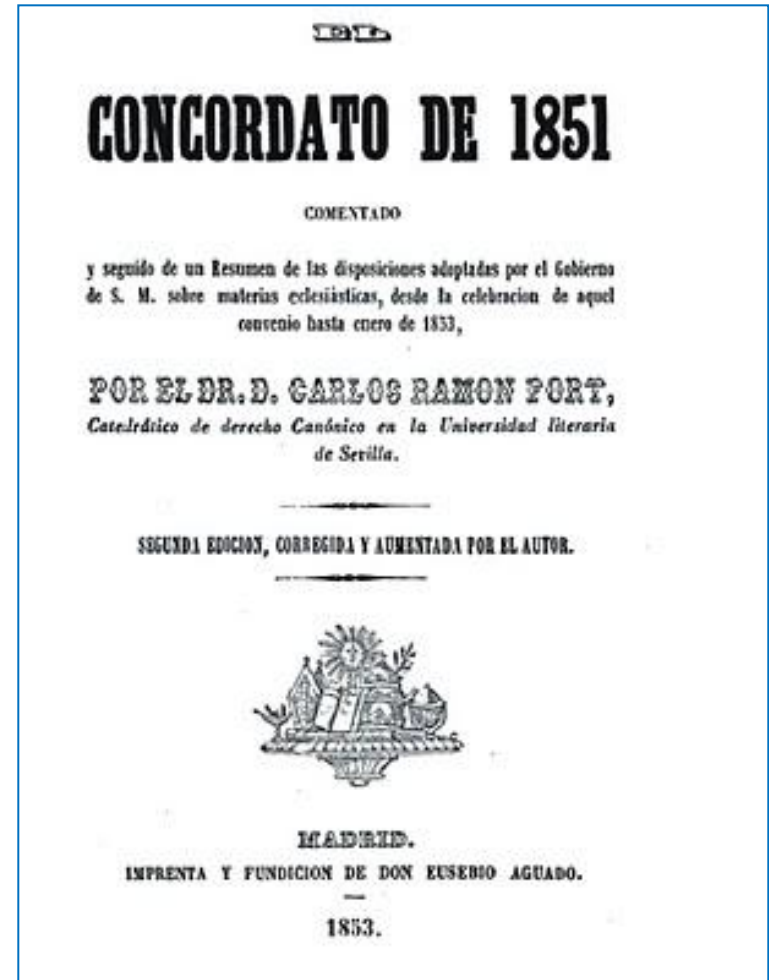 EL
CONCORDATO DE 1851
COMENTADO
y seguido de un Resumen de las disposiciones adoptadas por el Gobierno
de S. M. sobre materias eclesiásticas, desde la celebracion de aquel
convenio hasta enero de 1853,
POR EL DR. D. CARLOS RAMON FORT,
Catedrático de derecho Canónico en la Universidad literaria
de Sevilla.
SEGUNDA EDICION, CORREGIDA Y AUMENTADA POR EL AUTOR.
MADRID.
IMPRENTA Y FUNDICION DE DON EUSEBIO AGUADO.
1853.